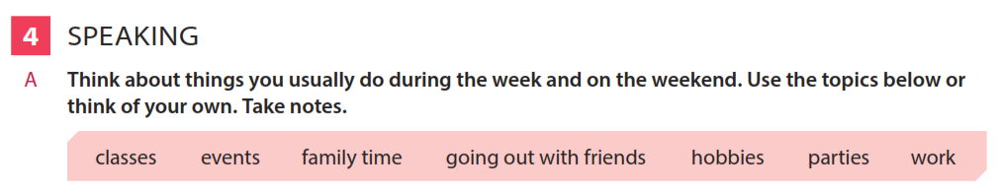 4 SPEAKING
A Think about things you usually do during the week and on the weekend. Use the topics below or
think of your own. Take notes.
classes events family time going out with friends hobbies parties work